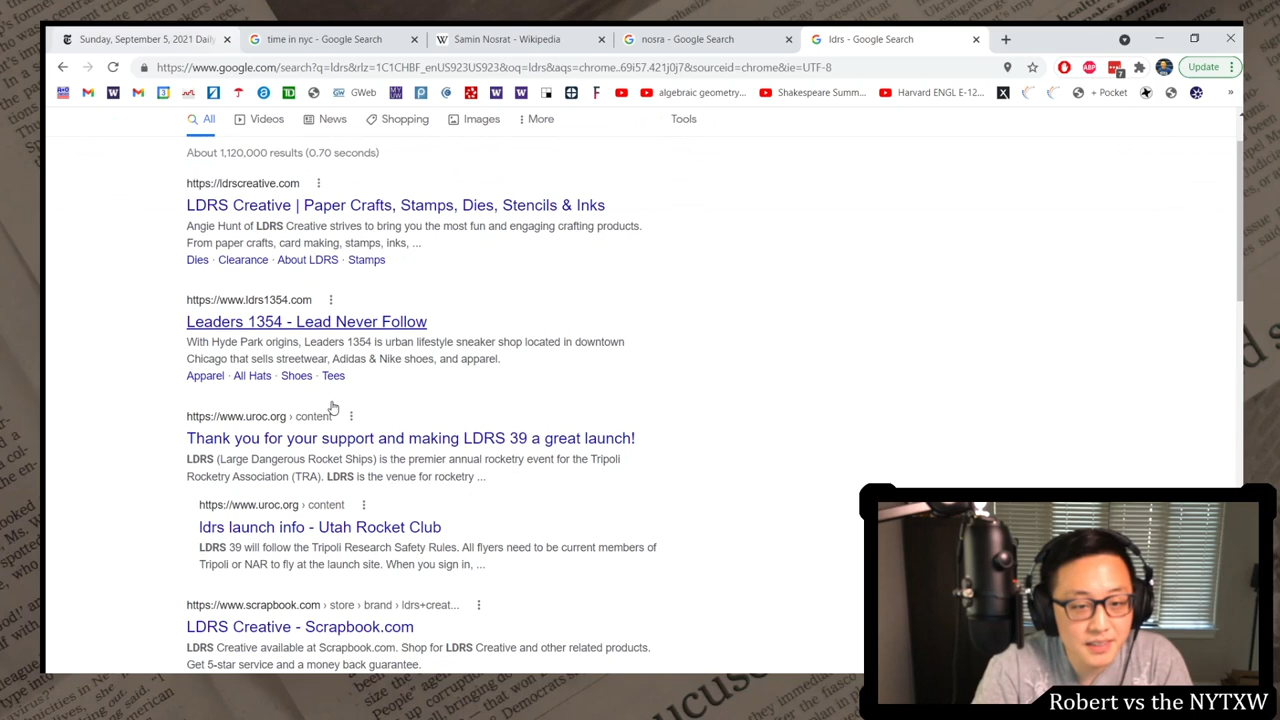 Sunday, September 5, 2021 Daily
time in nyc - Google Search
Samin Nosrat - Wikipedia
nosra - Google Search
ldrs - Google Search
https://www.google.com/search?q=ldrs&rlz=1C1CHBF_enUS923US923&oq=ldrs&aqs=chrome..69i57.421j0j7&sourceid=chrome&ie=UTF-8
Update
GWeb
algebraic geometry...
Shakespeare Summ...
Harvard ENGL E-12...
+ Pocket
All
Videos
News
Shopping
Images
More
Tools
About 1,120,000 results (0.70 seconds)
https://ldrscreative.com
LDRS Creative | Paper Crafts, Stamps, Dies, Stencils & Inks
Angie Hunt of LDRS Creative strives to bring you the most fun and engaging crafting products.
From paper crafts, card making, stamps, inks, ...
Dies · Clearance · About LDRS · Stamps
https://www.ldrs1354.com
Leaders 1354 - Lead Never Follow
With Hyde Park origins, Leaders 1354 is urban lifestyle sneaker shop located in downtown
Chicago that sells streetwear, Adidas & Nike shoes, and apparel.
Apparel · All Hats · Shoes · Tees
https://www.uroc.org › content
Thank you for your support and making LDRS 39 a great launch!
LDRS (Large Dangerous Rocket Ships) is the premier annual rocketry event for the Tripoli
Rocketry Association (TRA). LDRS is the venue for rocketry ...
https://www.uroc.org › content
ldrs launch info - Utah Rocket Club
LDRS 39 will follow the Tripoli Research Safety Rules. All flyers need to be current members of
Tripoli or NAR to fly at the launch site. When you sign in, ...
https://www.scrapbook.com › store › brand › ldrs+creat...
LDRS Creative - Scrapbook.com
LDRS Creative available at Scrapbook.com. Shop for LDRS Creative and other related products.
Get 5-star service and a money back guarantee.
Robert vs the NYTXW